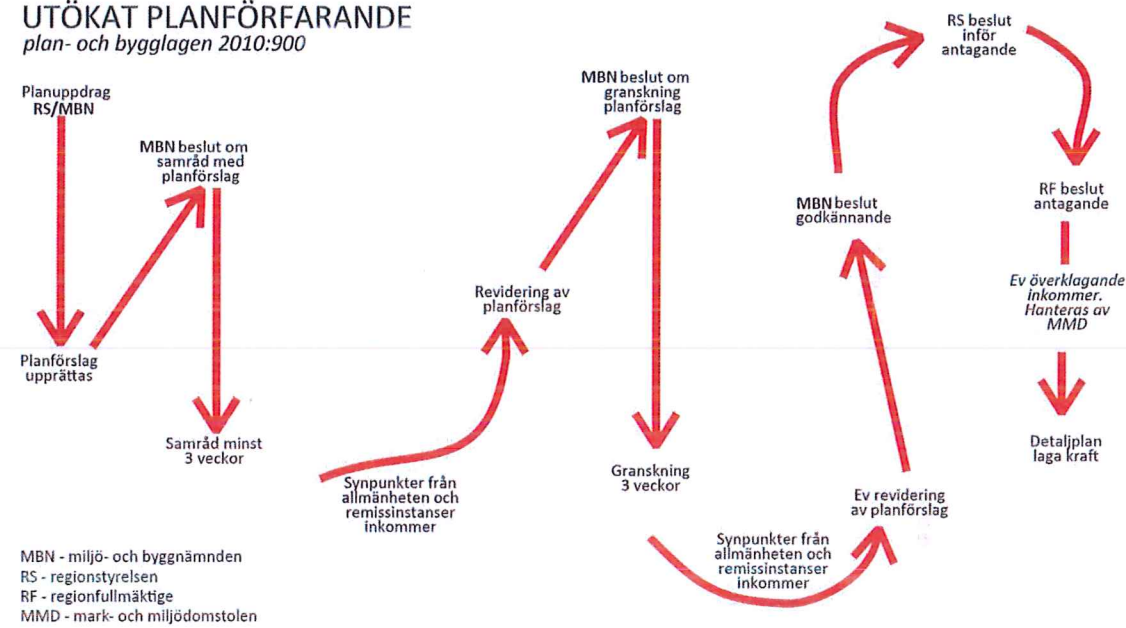 UTÖKAT PLANFÖRFARANDE
plan- och bygglagen 2010:900
Planuppdrag
RS/MBN
Planförslag
upprättas
MBN beslut om
samråd med
planförslag
Samråd minst
3 veckor
Synpunkter från
allmänheten och
remissinstanser
inkommer
Revidering av
planförslag
MBN beslut om
granskning
planförslag
Granskning
3 veckor
Synpunkter från
allmänheten och
remissinstanser
inkommer
Ev revidering
av planförslag
MBN beslut
godkännande
RS beslut
inför
antagande
RF beslut
antagande
Ev överklagande
inkommer.
Hanteras av
MMD
Detaljplan
laga kraft
MBN - miljö- och byggnämnden
RS - regionstyrelsen
RF - regionfullmäktige
MMD - mark- och miljödomstolen